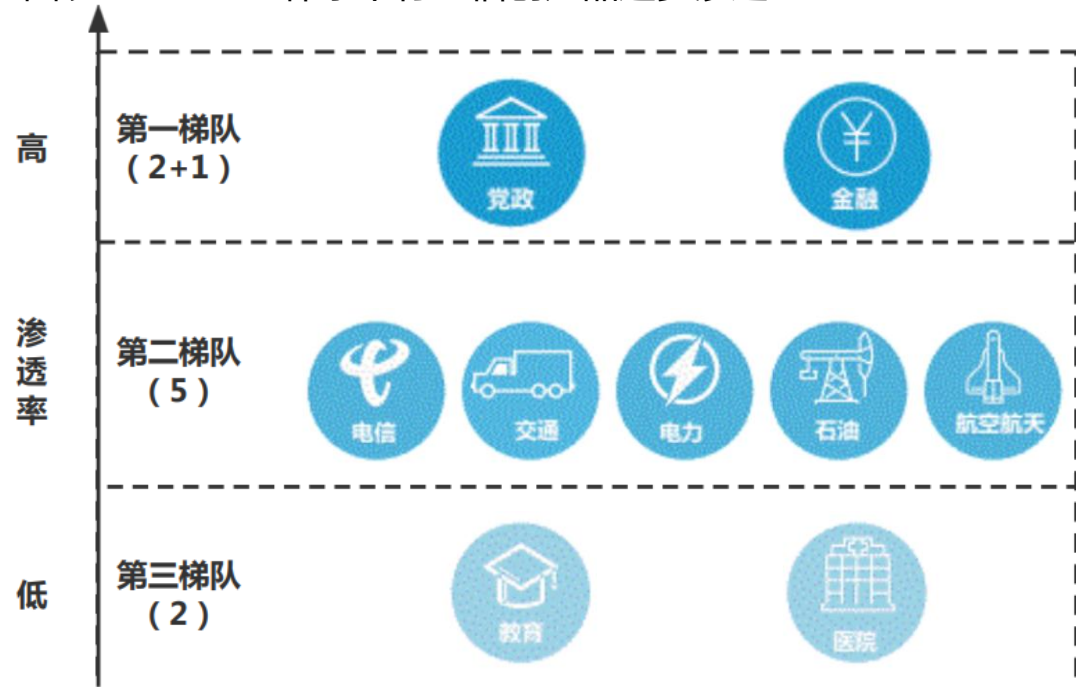 高
第一梯队
（2+1）
党政
金融
渗透率
第二梯队
（5）
电信
交通
电力
石油
航空航天
低
第三梯队
（2）
教育
医院